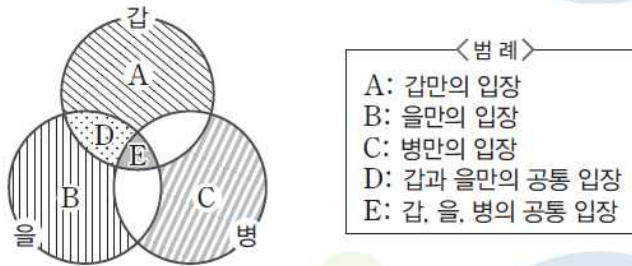 갑
A
D
E
B
C
을
병
<범 례>
A: 갑만의 입장
B: 을만의 입장
C: 병만의 입장
D: 갑과 을만의 공통 입장
E: 갑, 을, 병의 공통 입장